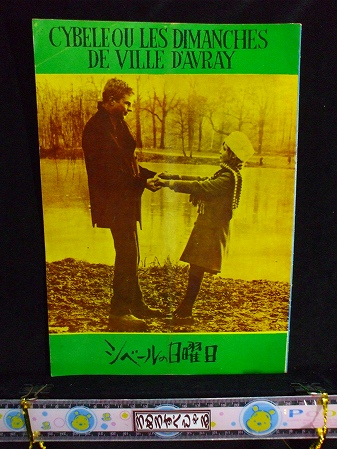 CYBELE OU LES DIMANCHES
DE VILLE D'AVRAY
シベールの日曜日
P